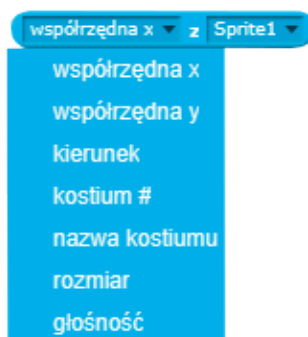 współrzędna x z Sprite1
współrzędna x
współrzędna y
kierunek
kostium #
nazwa kostiumu
rozmiar
głośność